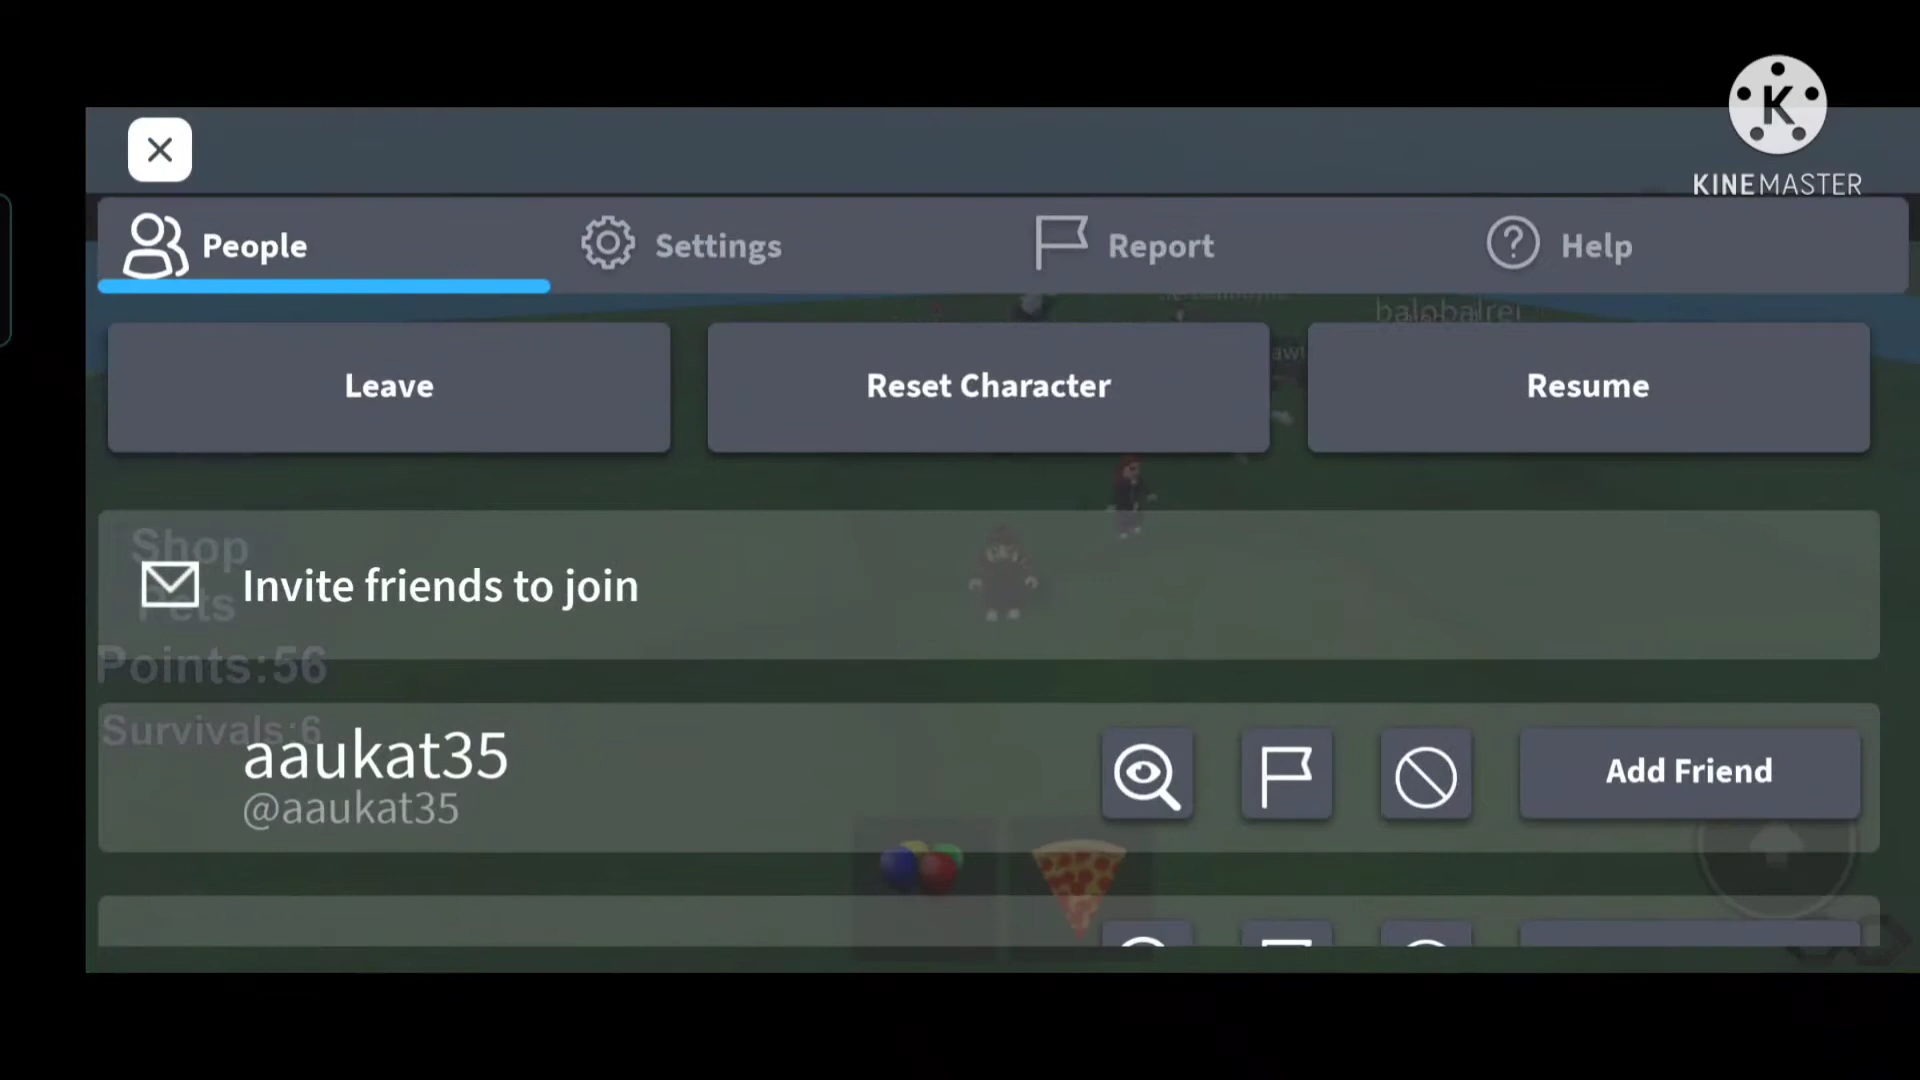 K
KINEMASTER
People
Settings
Report
Help
balobalrei
Leave
Reset Character
Resume
Shop
Invite friends to join
Pets
Points:56
Survivals:6
aaukat35
@aaukat35
Add Friend